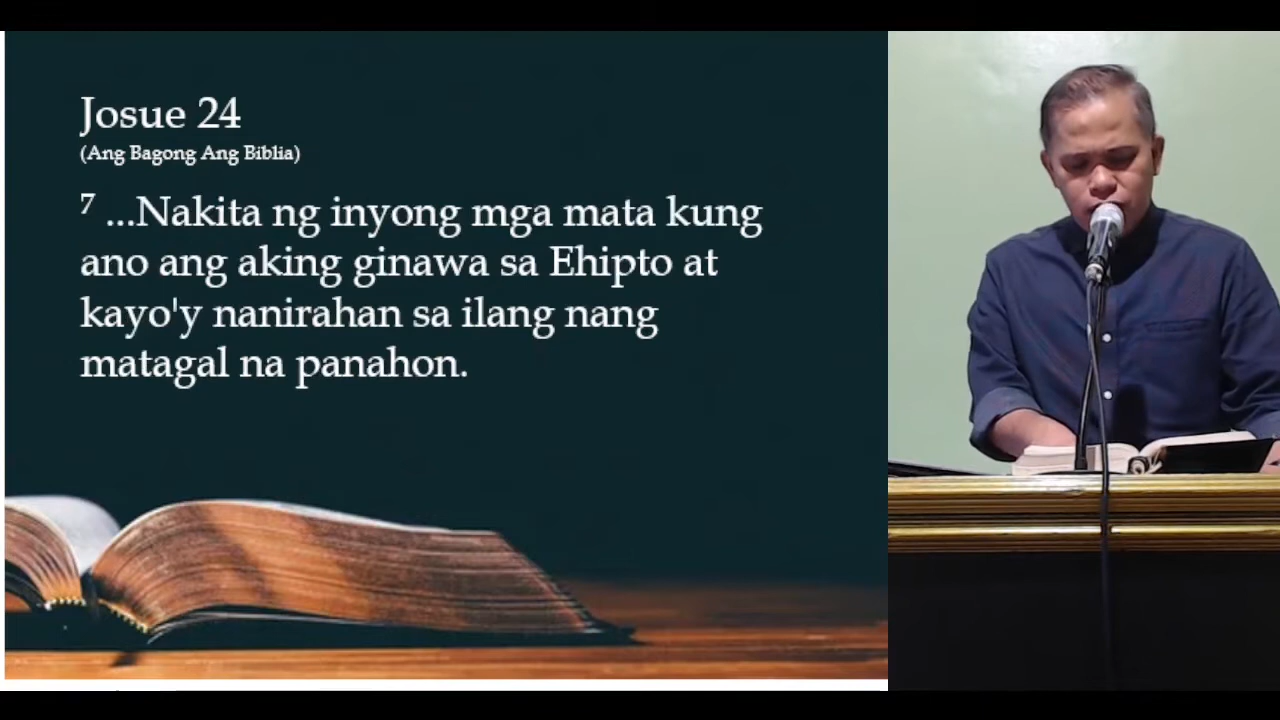 Josue 24
(Ang Bagong Ang Biblia)
7 ...Nakita ng inyong mga mata kung
ano ang aking ginawa sa Ehipto at
kayo'y nanirahan sa ilang nang
matagal na panahon.